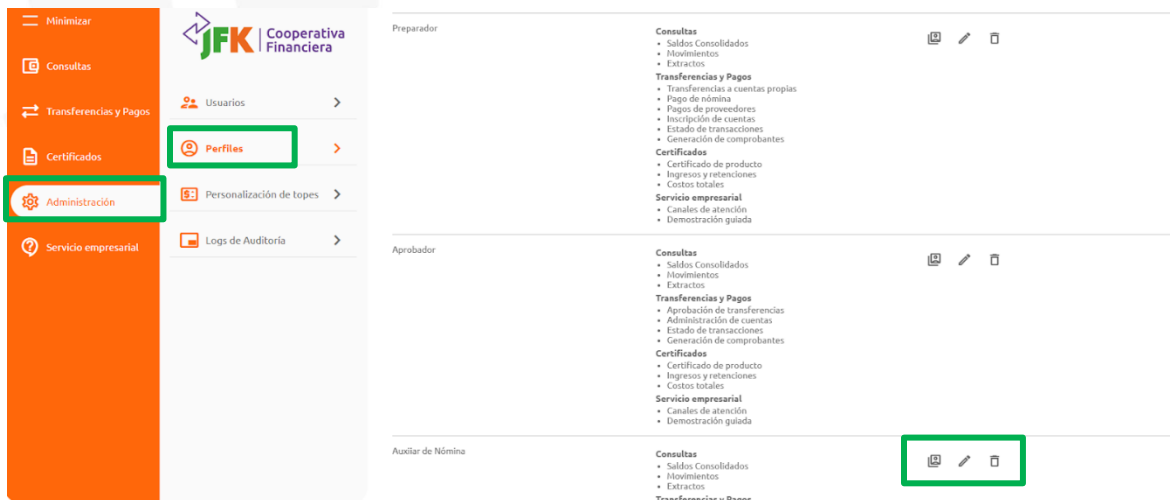 Minimizar
Consultas
Transferencias y Pagos
Certificados
Administración
Servicio empresarial
JFK Cooperativa
Financiera
Usuarios
Perfiles
Personalización de topes
Logs de Auditoría
Preparador
Consultas
• Saldos Consolidados
• Movimientos
• Extractos
Transferencias y Pagos
• Transferencias a cuentas propias
• Pago de nómina
• Pagos de proveedores
• Inscripción de cuentas
• Estado de transacciones
• Generación de comprobantes
Certificados
• Certificado de producto
• Ingresos y retenciones
• Costos totales
Servicio empresarial
• Canales de atención
• Demostración guiada
Aprobador
Consultas
• Saldos Consolidados
• Movimientos
• Extractos
Transferencias y Pagos
• Aprobación de transferencias
• Administración de cuentas
• Estado de transacciones
• Generación de comprobantes
Certificados
• Certificado de producto
• Ingresos y retenciones
• Costos totales
Servicio empresarial
• Canales de atención
• Demostración guiada
Auxiiar de Nómina
Consultas
• Saldos Consolidados
• Movimientos
• Extractos
Transferencias y Pagos